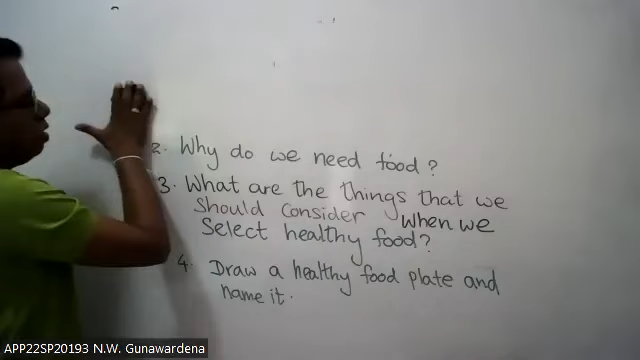 2. Why do we need food?
3. What are the things that we
Should Consider When we
Select healthy food?
4. Draw a healthy food plate and
name it.
APP22SP20193 N.W. Gunawardena